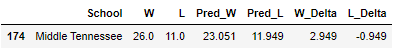 School W L Pred_W Pred_L W_Delta L_Delta
174 Middle Tennessee 26.0 11.0 23.051 11.949 2.949 -0.949